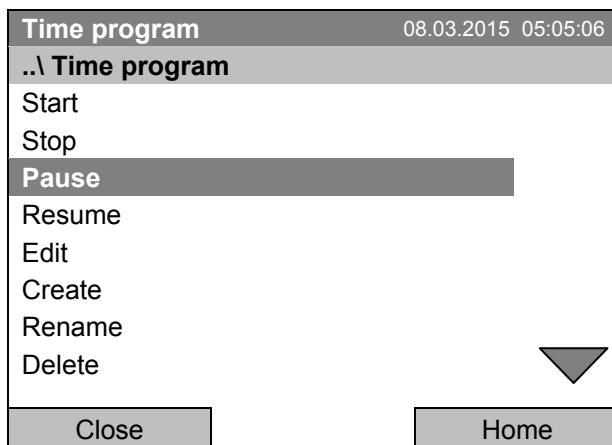 Time program 08.03.2015 05:05:06
..\ Time program
Start
Stop
Pause
Resume
Edit
Create
Rename
Delete
Close Home